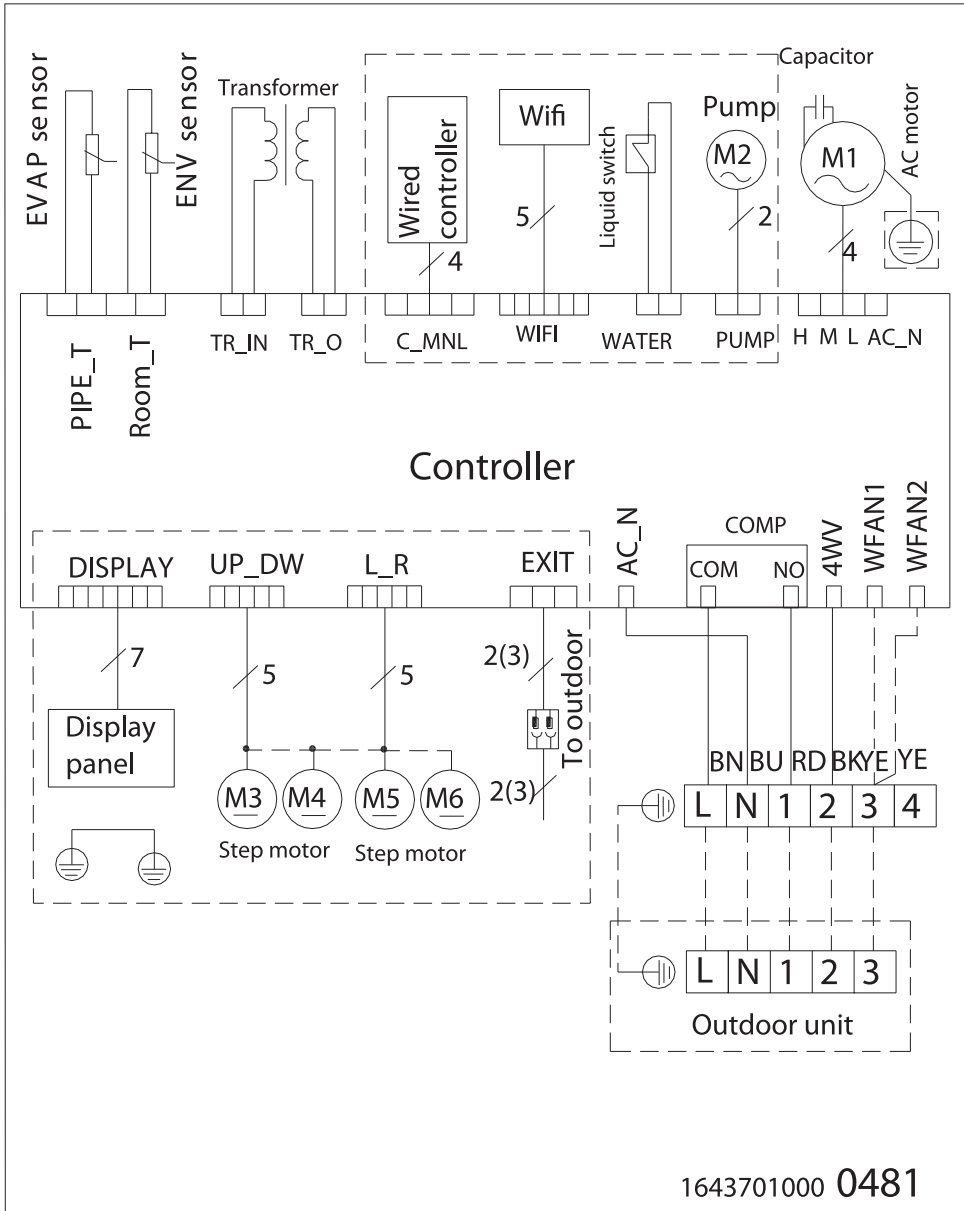 EVAP sensor
ENV sensor
Transformer
Wired
controller
4
Wifi
5
Liquid switch
Pump
M2
2
Capacitor
M1
AC motor
4
PIPE_T
Room_T
TR_IN
TR_O
C_MNL
WIFI
WATER
PUMP
H M L AC_N
Controller
DISPLAY
UP_DW
L_R
EXIT
AC_N
COMP
COM
NO
4WV
WFAN1
WFAN2
7
5
5
2(3)
To outdoor
2(3)
Display
panel
M3
M4
M5
M6
Step motor
Step motor
BN BU RD BK YE YE
L N 1 2 3 4
L N 1 2 3
Outdoor unit
1643701000 0481